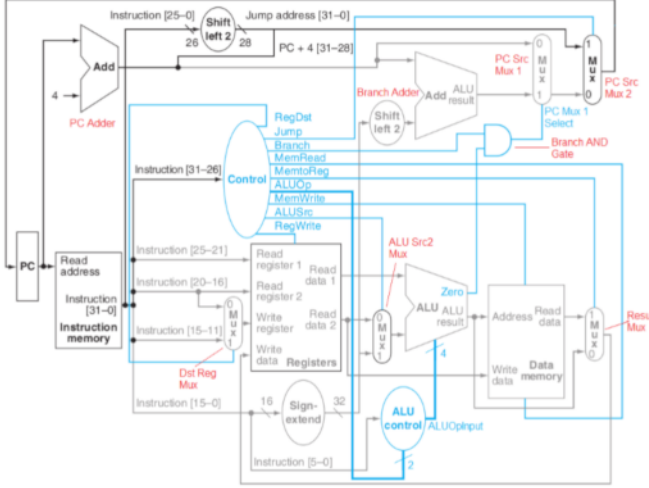 Instruction [25–0]
Jump address [31–0]
Shift
left 2
26
28
PC + 4 [31–28]
Add
4
PC Adder
0
M
u
x
1
PC Src
Mux 1
1
M
u
x
0
PC Src
Mux 2
Branch Adder
Shift
left 2
Add
ALU
result
PC Mux 1
Select
Branch AND
Gate
RegDst
Jump
Branch
MemRead
MemtoReg
ALUOp
MemWrite
ALUSrc
RegWrite
Control
Instruction [31–26]
PC
Read
address
Instruction
[31–0]
Instruction
memory
Instruction [25–21]
Instruction [20–16]
Instruction [15–11]
Instruction [15–0]
0
M
u
x
1
Dst Reg
Mux
Read
register 1
Read
register 2
Write
register
Write
data
Read
data 1
Read
data 2
Registers
ALU Src2
Mux
0
M
u
x
1
Zero
ALU
ALU
result
4
Address
Read
data
Write
data
Data
memory
1
M
u
x
0
Resu
Mux
16
Sign-
extend
32
ALU
control
ALUOpInput
2
Instruction [5–0]